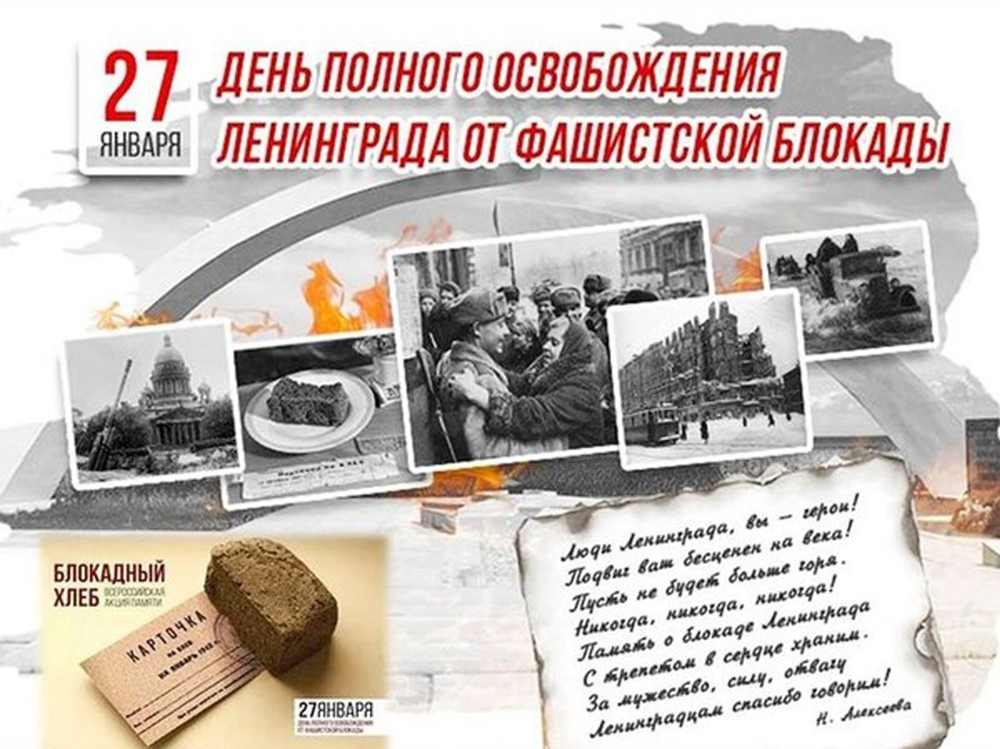 27
ЯНВАРЯ
ДЕНЬ ПОЛНОГО ОСВОБОЖДЕНИЯ
ЛЕНИНГРАДА ОТ ФАШИСТСКОЙ БЛОКАДЫ
БЛОКАДНЫЙ
ХЛЕБ
ВСЕРОССИЙСКАЯ
АКЦИЯ ПАМЯТИ
КАРТОЧКА
на хлеб
НА ЯНВАРЬ 1942 г.
27 ЯНВАРЯ
ДЕНЬ ПОЛНОГО ОСВОБОЖДЕНИЯ
ОТ ФАШИСТСКОЙ БЛОКАДЫ
Люди Ленинграда, вы – герои!
Подвиг ваш бесценен на века!
Пусть не будет больше горя.
Никогда, никогда, никогда!
Память о блокаде Ленинграда
С трепетом в сердце храним.
За мужество, силу, отвагу
Ленинградцам спасибо говорим!
Н. Алексеева